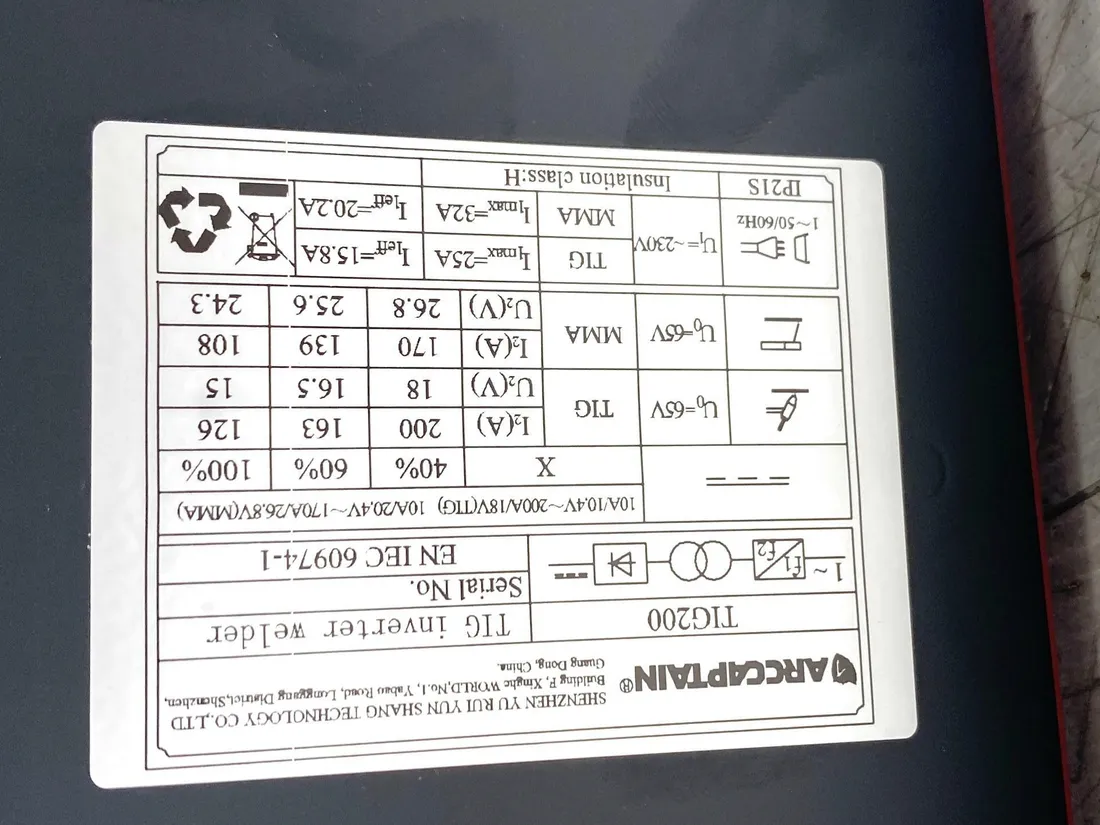 ARCCAPTAIN®
SHENZHEN YU RUI YUN SHANG TECHNOLOGY CO.,LTD
Building F, Xinghe WORLD,No.1, Yabao Road, Longgang District,Shenzhen,
Guang Dong, China.
TIG200 TIG inverter welder
Serial No.
1~ f1 f2 EN IEC 60974-1
10A/10.4V~200A/18V(TIG) 10A/20.4V~170A/26.8V(MMA)
X 40% 60% 100%
U₀=65V TIG I₂(A) 200 163 126
U₂(V) 18 16.5 15
U₀=65V MMA I₂(A) 170 139 108
U₂(V) 26.8 25.6 24.3
1~50/60Hz U₁=~230V TIG I₁max=25A I₁eff=15.8A
MMA I₁max=32A I₁eff=20.2A
IP21S Insulation class:H